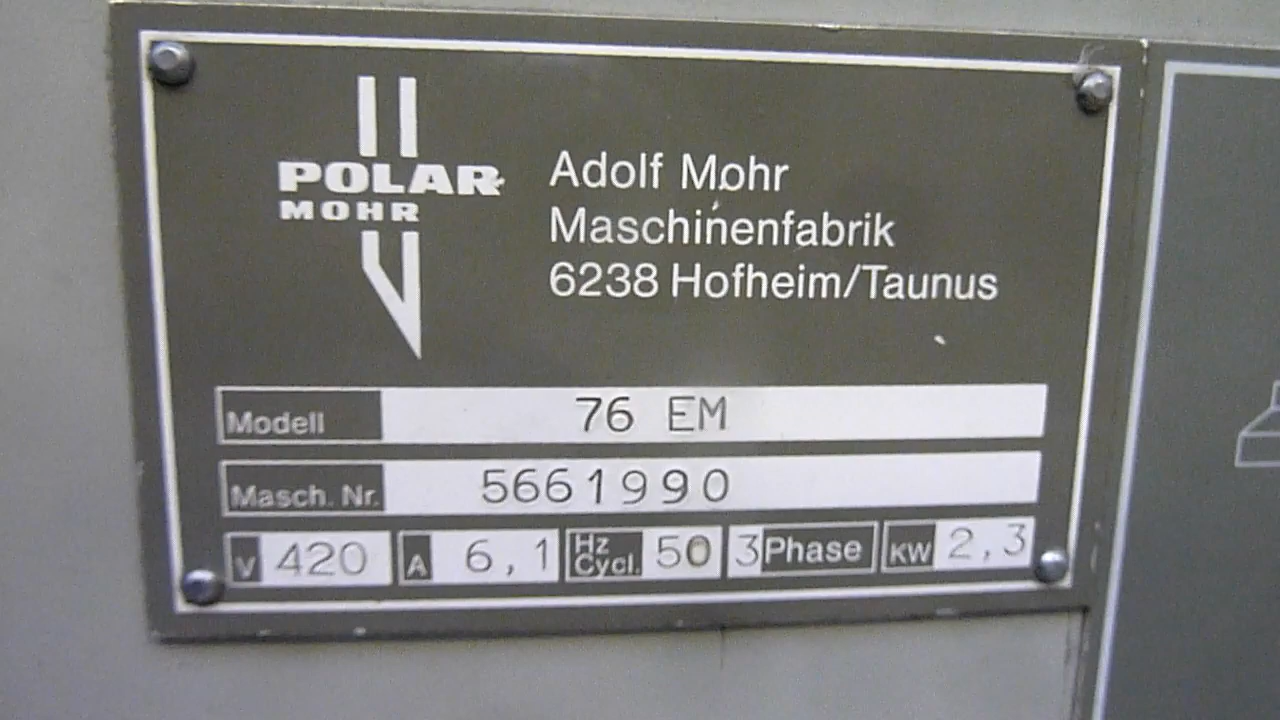 POLAR
MOHR
Adolf Mohr
Maschinenfabrik
6238 Hofheim/Taunus
Modell 76 EM
Masch. Nr. 5661990
V 420 A 6,1 Hz Cycl. 50 3 Phase KW 2,3